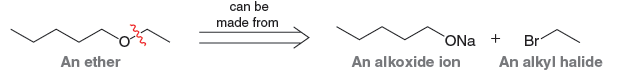 can be
made from
O
ONa + Br
An ether
An alkoxide ion
An alkyl halide